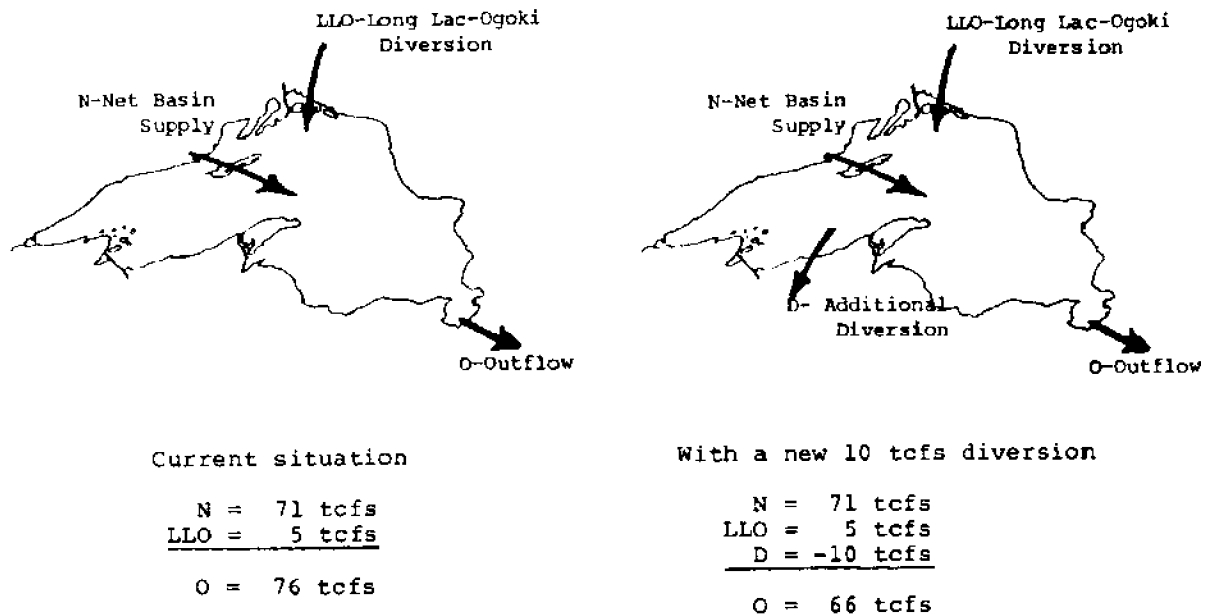 LLO-Long Lac-Ogoki
Diversion
N-Net Basin
Supply
O-Outflow
Current situation
N = 71 tcfs
LLO = 5 tcfs
O = 76 tcfs
LLO-Long Lac-Ogoki
Diversion
N-Net Basin
Supply
D- Additional
Diversion
O-Outflow
With a new 10 tcfs diversion
N = 71 tcfs
LLO = 5 tcfs
D = -10 tcfs
O = 66 tcfs